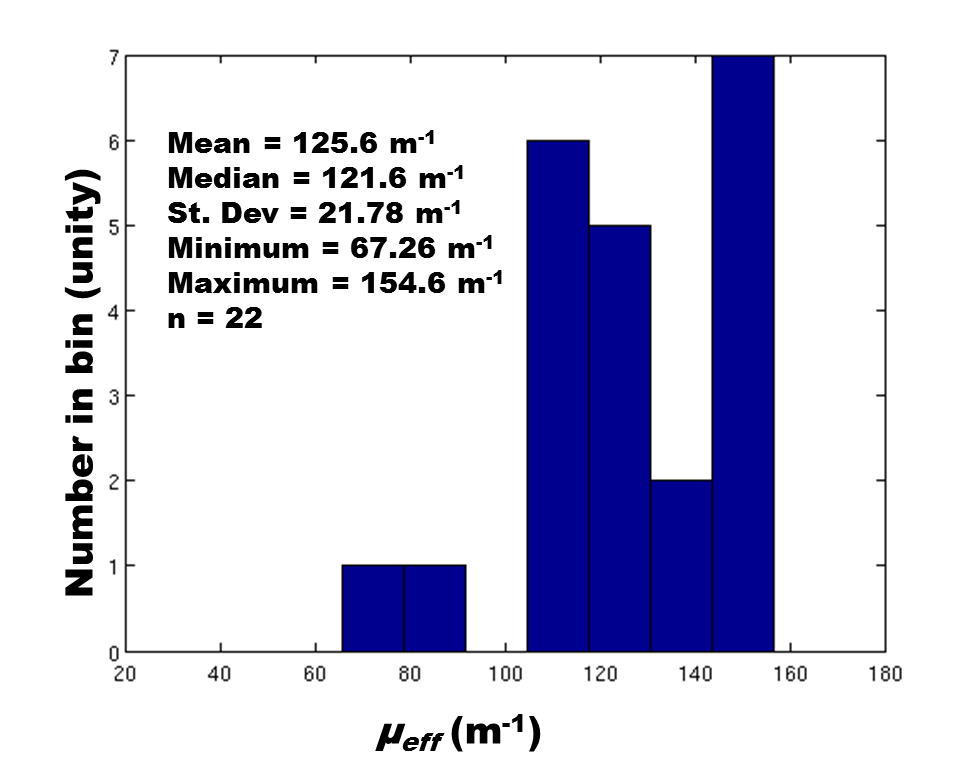 7
6
5
4
3
2
1
0
Number in bin (unity)
Mean = 125.6 m⁻¹
Median = 121.6 m⁻¹
St. Dev = 21.78 m⁻¹
Minimum = 67.26 m⁻¹
Maximum = 154.6 m⁻¹
n = 22
20 40 60 80 100 120 140 160 180
μeff (m⁻¹)